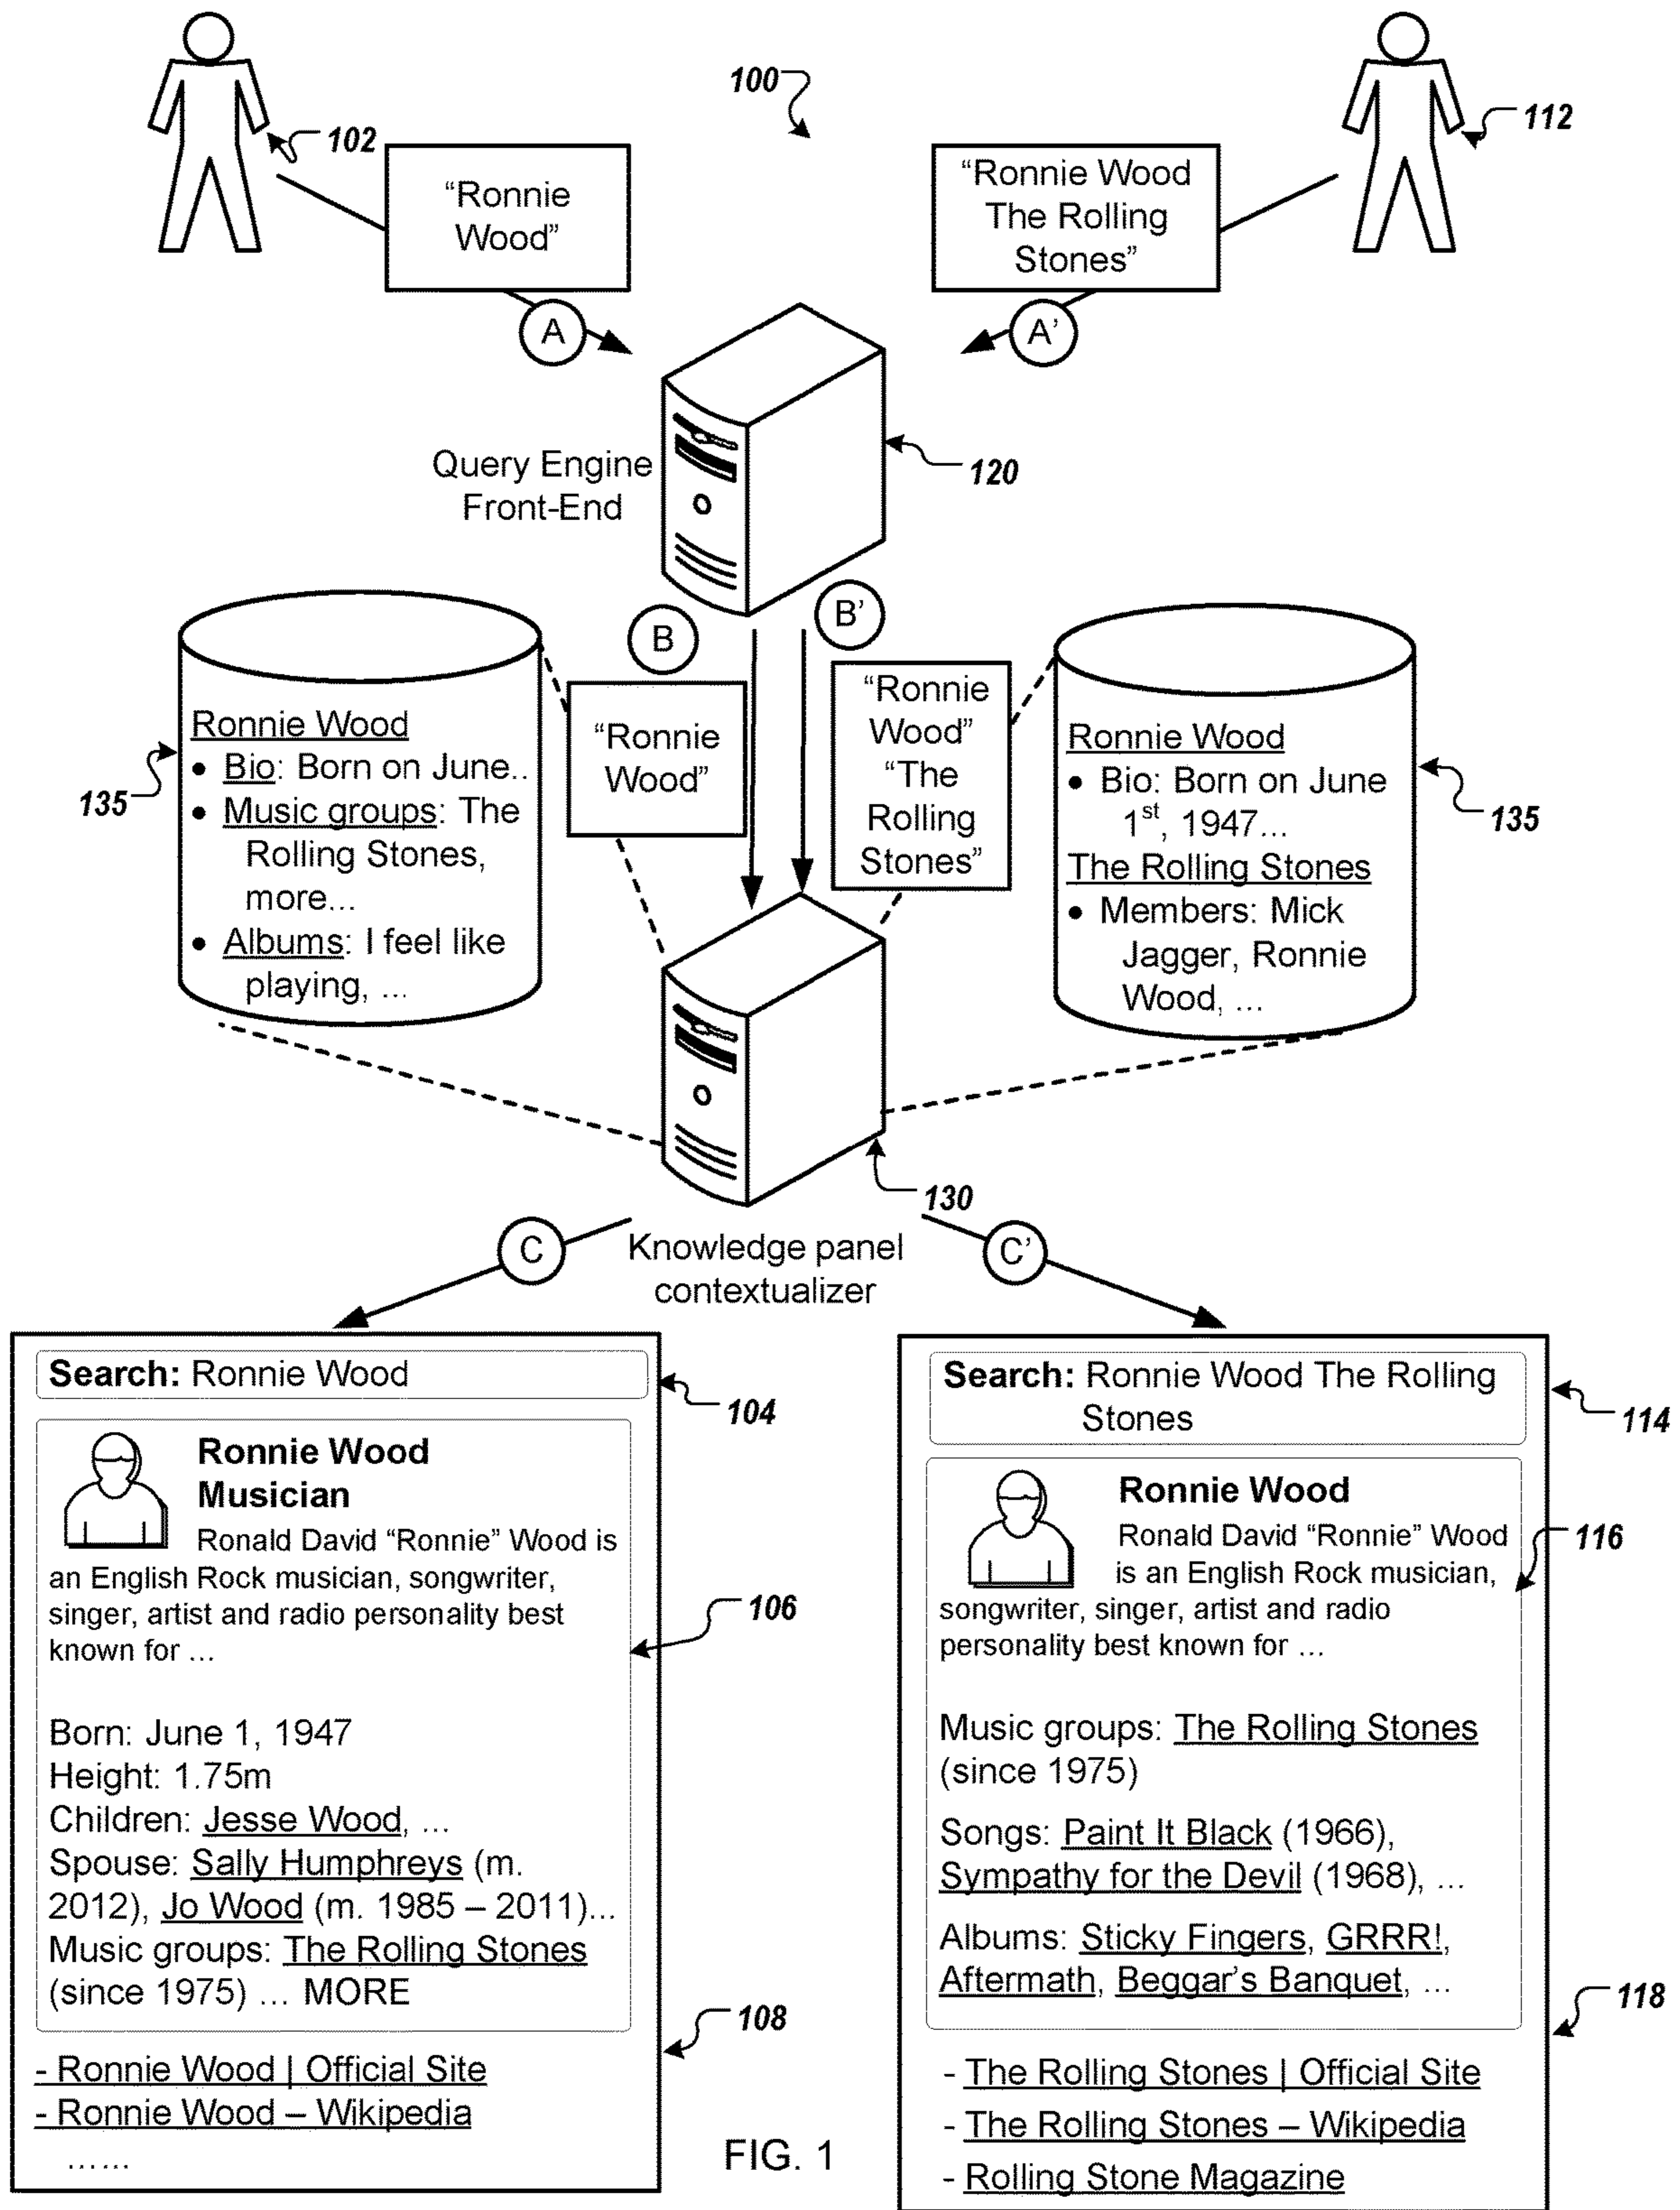 100
102
112
“Ronnie
Wood”
“Ronnie Wood
The Rolling
Stones”
A
A’
Query Engine
Front-End
120
B
B’
Ronnie Wood
• Bio: Born on June..
• Music groups: The
Rolling Stones,
more...
• Albums: I feel like
playing, ...
135
“Ronnie
Wood”
“Ronnie
Wood”
“The
Rolling
Stones”
Ronnie Wood
• Bio: Born on June
1st, 1947...
The Rolling Stones
• Members: Mick
Jagger, Ronnie
Wood, ...
135
130
C
Knowledge panel
contextualizer
C’
Search: Ronnie Wood
104
Ronnie Wood
Musician
Ronald David “Ronnie” Wood is
an English Rock musician, songwriter,
singer, artist and radio personality best
known for ...
106
Born: June 1, 1947
Height: 1.75m
Children: Jesse Wood, ...
Spouse: Sally Humphreys (m.
2012), Jo Wood (m. 1985 – 2011)...
Music groups: The Rolling Stones
(since 1975) ... MORE
108
- Ronnie Wood | Official Site
- Ronnie Wood – Wikipedia
......
Search: Ronnie Wood The Rolling
Stones
114
Ronnie Wood
Ronald David “Ronnie” Wood
is an English Rock musician,
songwriter, singer, artist and radio
personality best known for ...
116
Music groups: The Rolling Stones
(since 1975)
Songs: Paint It Black (1966),
Sympathy for the Devil (1968), ...
Albums: Sticky Fingers, GRRR!,
Aftermath, Beggar’s Banquet, ...
118
- The Rolling Stones | Official Site
- The Rolling Stones – Wikipedia
- Rolling Stone Magazine
FIG. 1